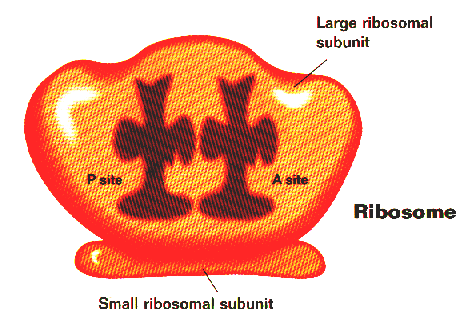 Large ribosomal
subunit
P site
A site
Ribosome
Small ribosomal subunit